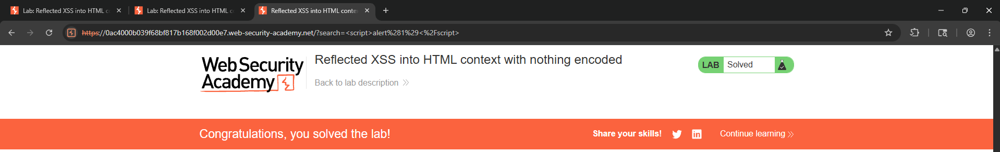 Lab: Reflected XSS into HTML c
Lab: Reflected XSS into HTML c
Reflected XSS into HTML conte
https://0ac4000b039f68bf817b168f002d00e7.web-security-academy.net/?search=<script>alert%281%29<%2Fscript>
Web Security
Academy
Reflected XSS into HTML context with nothing encoded
Back to lab description
LAB Solved
Congratulations, you solved the lab!
Share your skills!
Continue learning